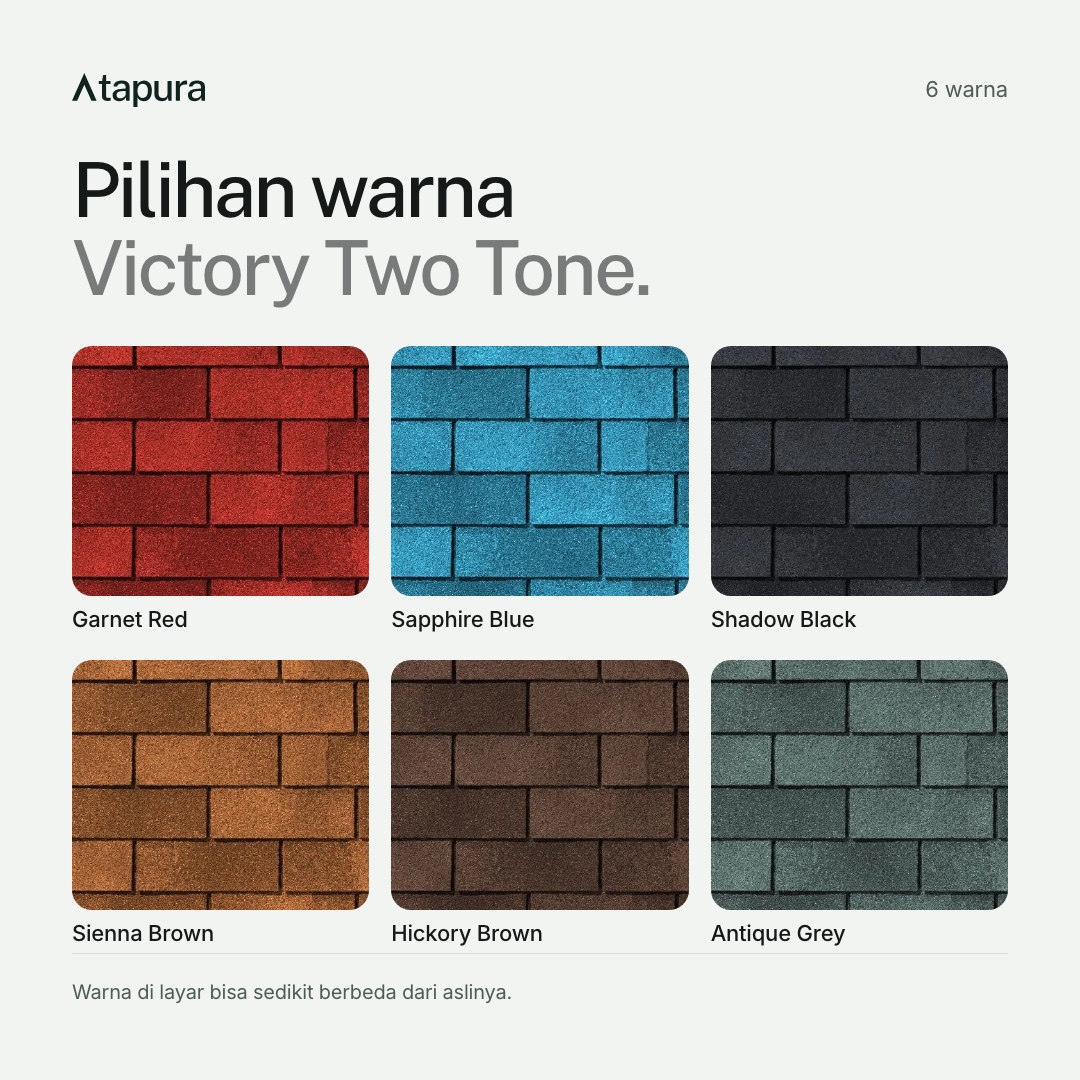 Atapura
6 warna
Pilihan warna
Victory Two Tone.
Garnet Red
Sapphire Blue
Shadow Black
Sienna Brown
Hickory Brown
Antique Grey
Warna di layar bisa sedikit berbeda dari aslinya.